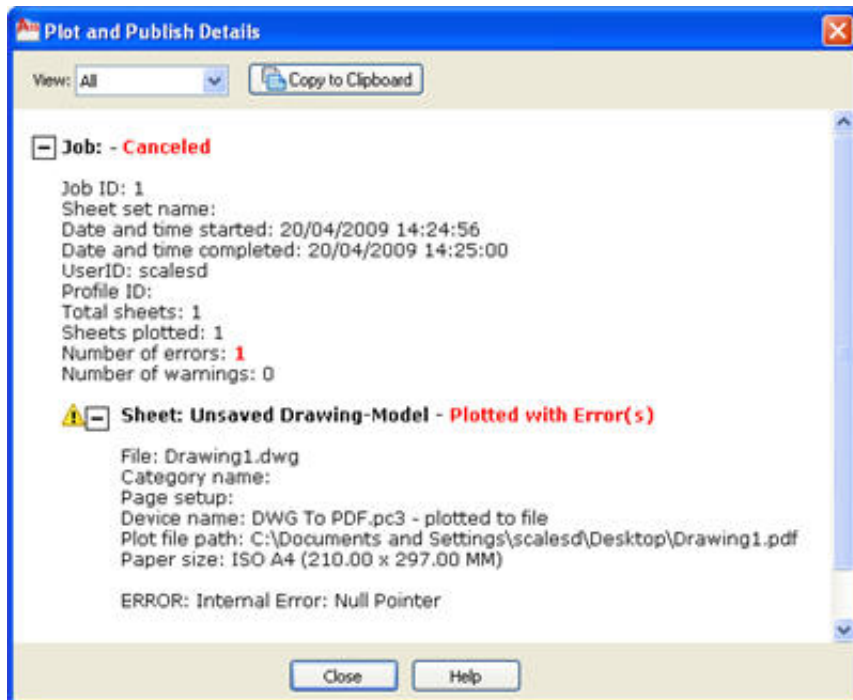 Plot and Publish Details
View: All Copy to Clipboard
Job: - Canceled
Job ID: 1
Sheet set name:
Date and time started: 20/04/2009 14:24:56
Date and time completed: 20/04/2009 14:25:00
UserID: scalesd
Profile ID:
Total sheets: 1
Sheets plotted: 1
Number of errors: 1
Number of warnings: 0
Sheet: Unsaved Drawing-Model - Plotted with Error(s)
File: Drawing1.dwg
Category name:
Page setup:
Device name: DWG To PDF.pc3 - plotted to file
Plot file path: C:\Documents and Settings\scalesd\Desktop\Drawing1.pdf
Paper size: ISO A4 (210.00 x 297.00 MM)
ERROR: Internal Error: Null Pointer
Close Help